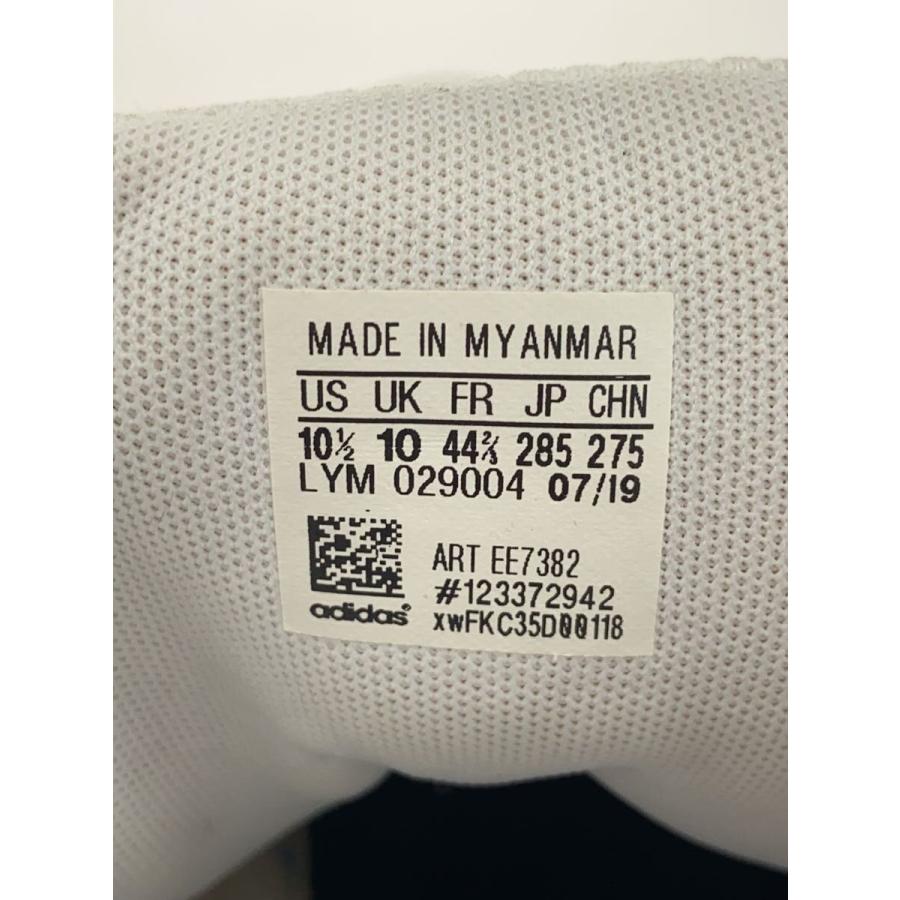 MADE IN MYANMAR
US UK FR JP CHN
10½ 10 44⅔ 285 275
LYM 029004 07/19
ART EE7382
#123372942
adidas® xwFKC35D00118